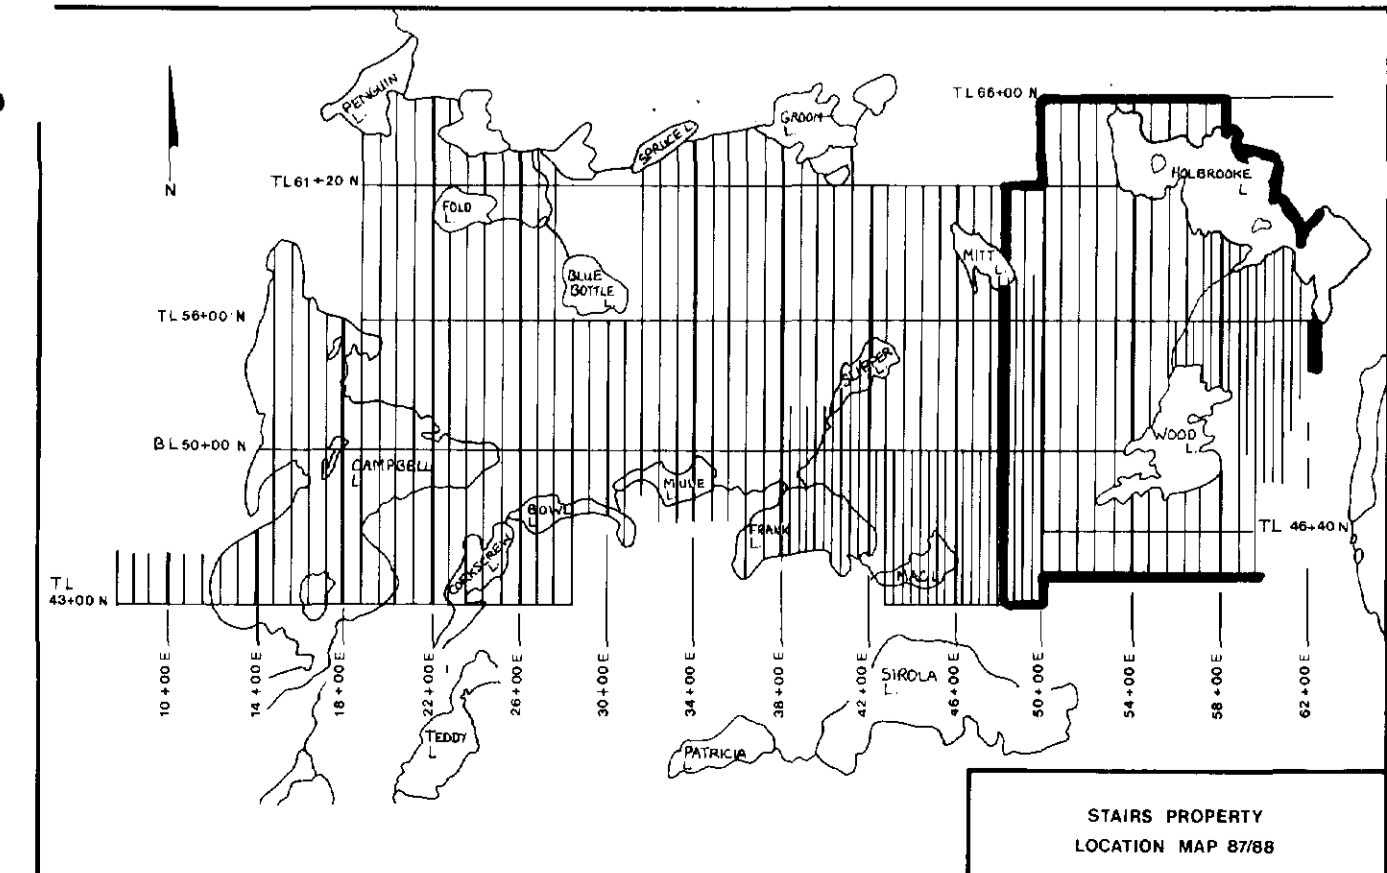 PENGUIN
L.
GROOM
L.
TL 66+00 N
SPRUCE L.
HOLBROOKE
L
N
TL 61+20 N
FOLD
L
MITT
L.
BLUE
BOTTLE
L
TL 56+00 N
SLIPPER
L.
BL 50+00 N
WOOD
L.
CAMPBELL
L
MULE
L
BOWL
L
FRANK
L.
TL 46+40 N
CORKSCREW
L.
MAC L.
TL
43+00 N
10+00 E
14+00 E
18+00 E
22+00 E
26+00 E
30+00 E
34+00 E
38+00 E
42+00 E
46+00 E
50+00 E
54+00 E
58+00 E
62+00 E
SIROLA
L.
TEDDY
L
PATRICIA
L
STAIRS PROPERTY
LOCATION MAP 87/88